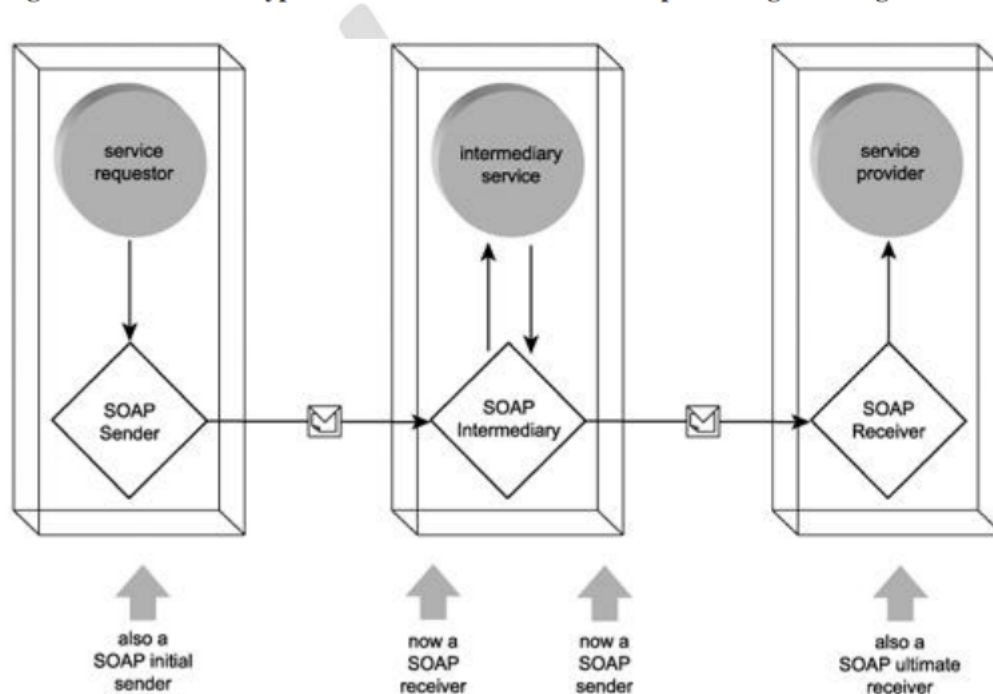 service
requestor
intermediary
service
service
provider
SOAP
Sender
SOAP
Intermediary
SOAP
Receiver
also a
SOAP initial
sender
now a
SOAP
receiver
now a
SOAP
sender
also a
SOAP ultimate
receiver